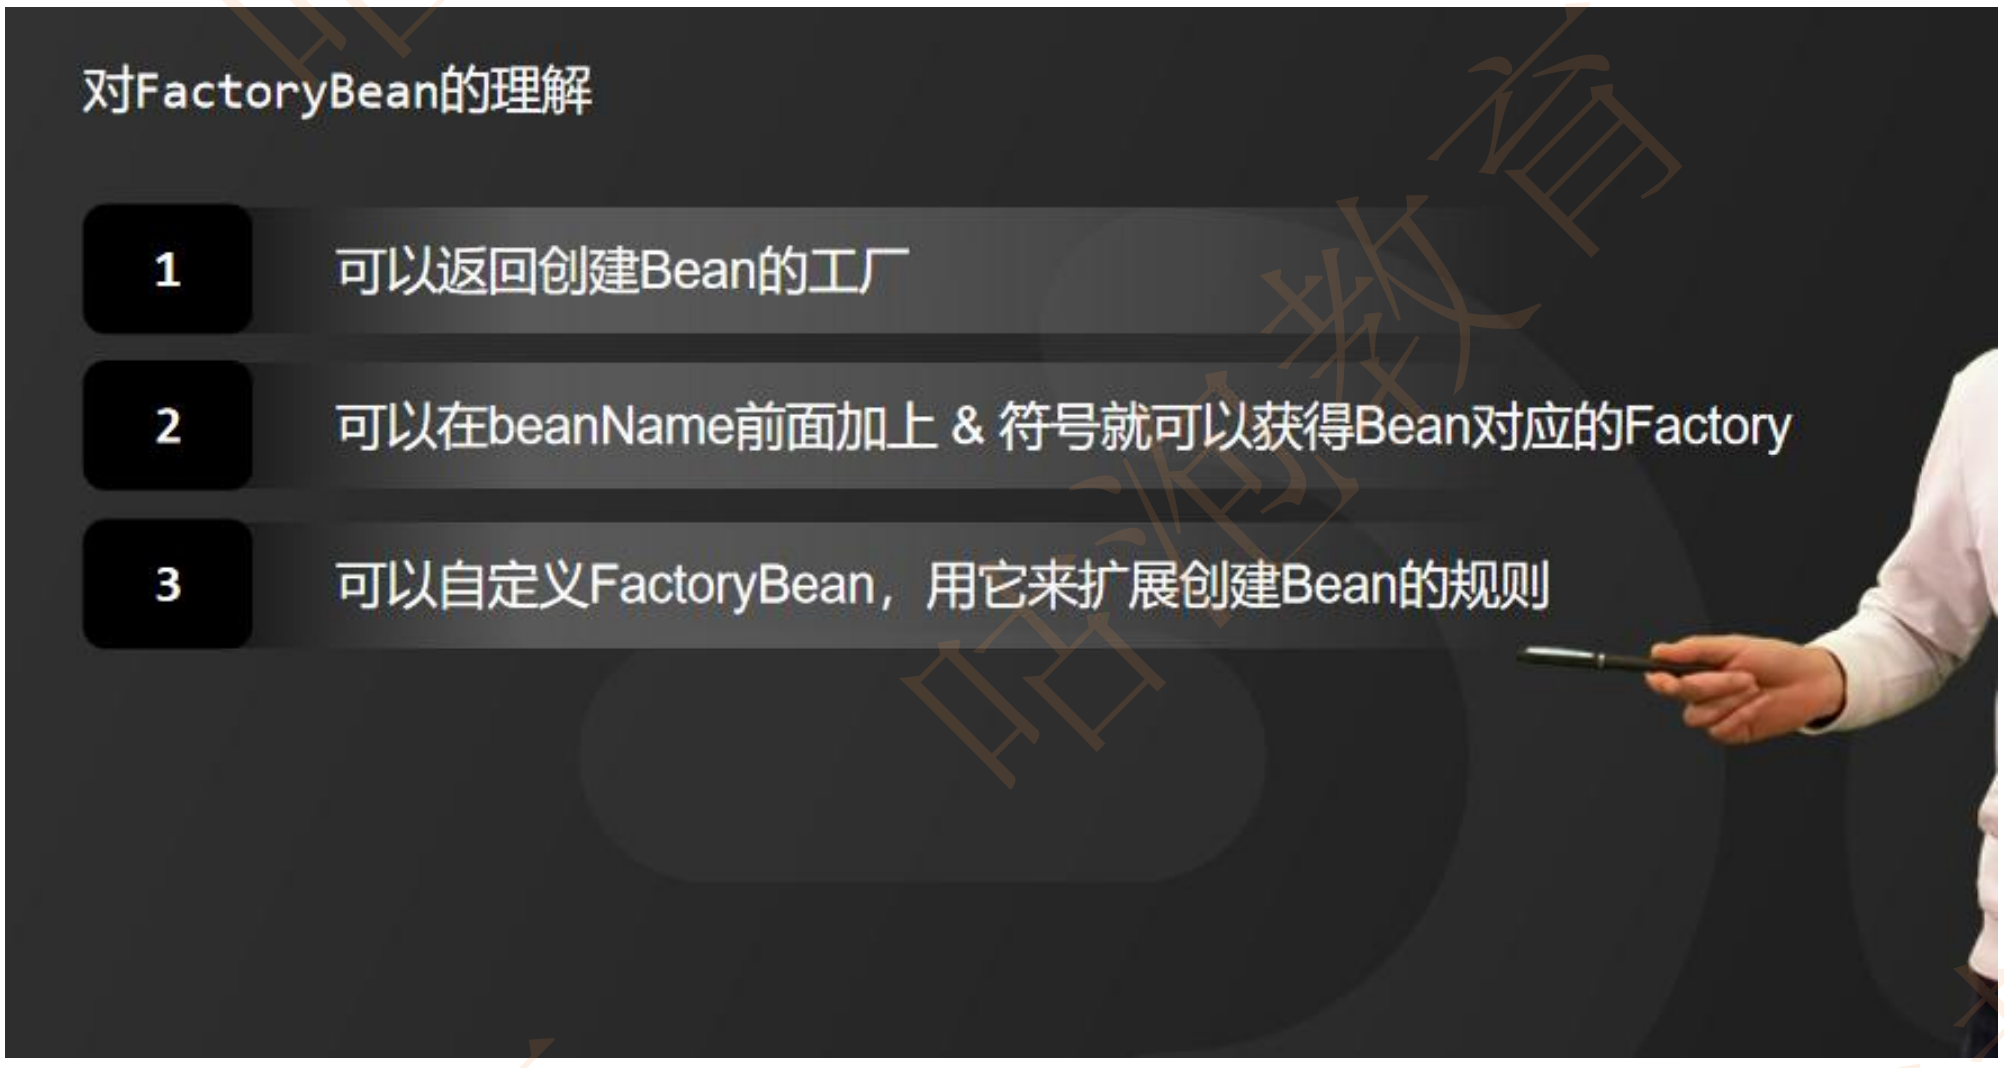 对FactoryBean的理解
1
可以返回创建Bean的工厂
2
可以在beanName前面加上 & 符号就可以获得Bean对应的Factory
3
可以自定义FactoryBean，用它来扩展创建Bean的规则
咕泡教育